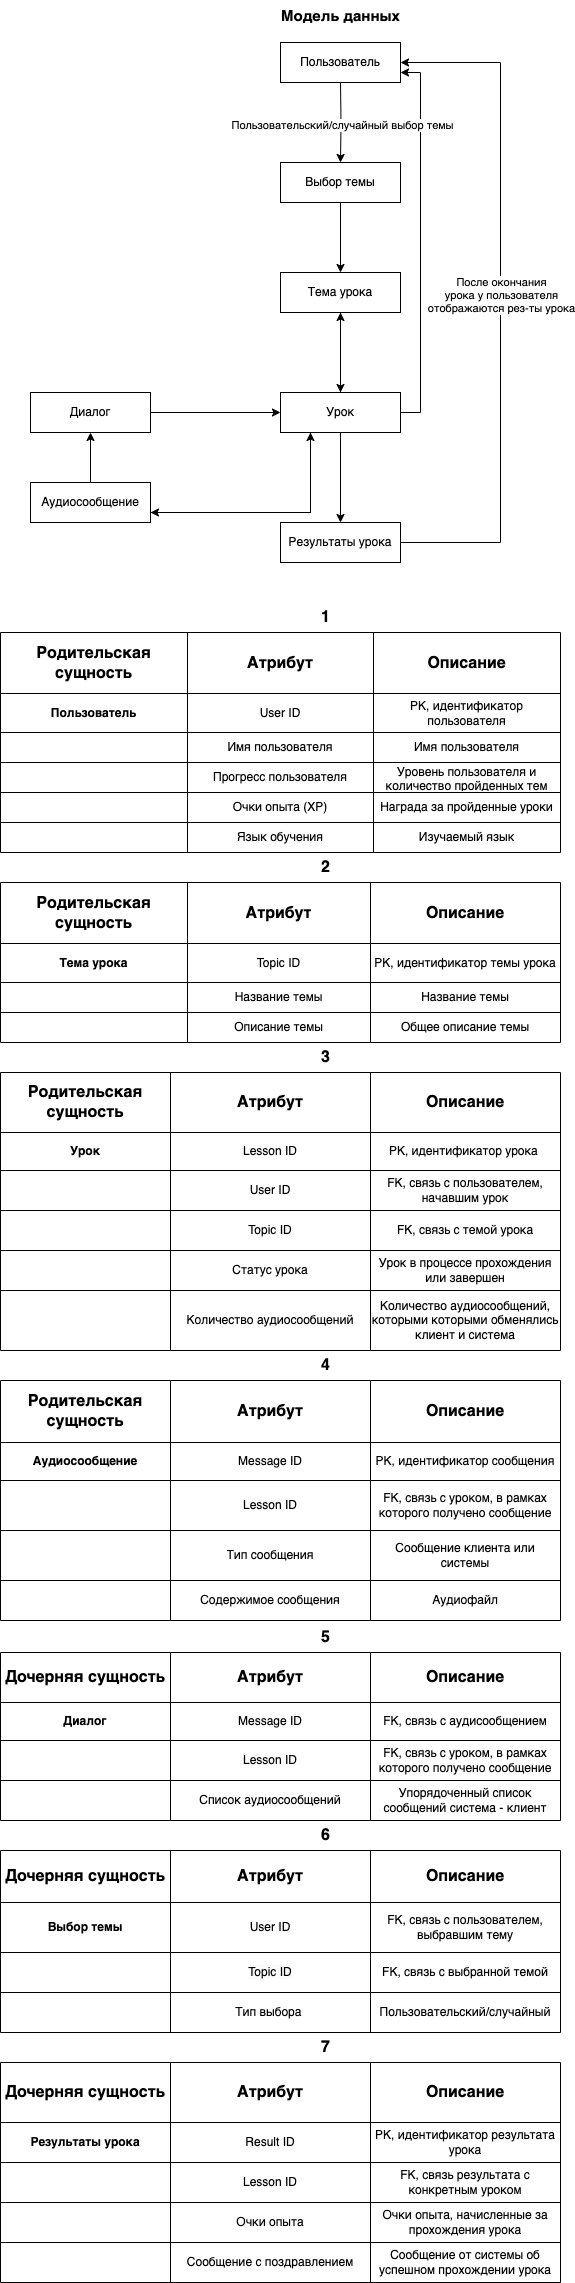 Модель данных
Пользователь
Пользовательский/случайный выбор темы
Выбор темы
После окончания
урока у пользователя
отображаются рез-ты урока
Тема урока
Диалог
Урок
Аудиосообщение
Результаты урока
1
Родительская
сущность
Атрибут
Описание
Пользователь
User ID
PK, идентификатор
пользователя
Имя пользователя
Имя пользователя
Прогресс пользователя
Уровень пользователя и
количество пройденных тем
Очки опыта (XP)
Награда за пройденные уроки
Язык обучения
Изучаемый язык
2
Родительская
сущность
Атрибут
Описание
Тема урока
Topic ID
PK, идентификатор темы урока
Название темы
Название темы
Описание темы
Общее описание темы
3
Родительская
сущность
Атрибут
Описание
Урок
Lesson ID
PK, идентификатор урока
User ID
FK, связь с пользователем,
начавшим урок
Topic ID
FK, связь с темой урока
Статус урока
Урок в процессе прохождения
или завершен
Количество аудиосообщений
Количество аудиосообщений,
которыми которыми обменялись
клиент и система
4
Родительская
сущность
Атрибут
Описание
Аудиосообщение
Message ID
PK, идентификатор сообщения
Lesson ID
FK, связь с уроком, в рамках
которого получено сообщение
Тип сообщения
Сообщение клиента или
системы
Содержимое сообщения
Аудиофайл
5
Дочерняя сущность
Атрибут
Описание
Диалог
Message ID
FK, связь с аудисообщением
Lesson ID
FK, связь с уроком, в рамках
которого получено сообщение
Список аудиосообщений
Упорядоченный список
сообщений система - клиент
6
Дочерняя сущность
Атрибут
Описание
Выбор темы
User ID
FK, связь с пользователем,
выбравшим тему
Topic ID
FK, связь с выбранной темой
Тип выбора
Пользовательский/случайный
7
Дочерняя сущность
Атрибут
Описание
Результаты урока
Result ID
PK, идентификатор результата
урока
Lesson ID
FK, связь результата с
конкретным уроком
Очки опыта
Очки опыта, начисленные за
прохождения урока
Сообщение с поздравлением
Сообщение от системы об
успешном прохождении урока